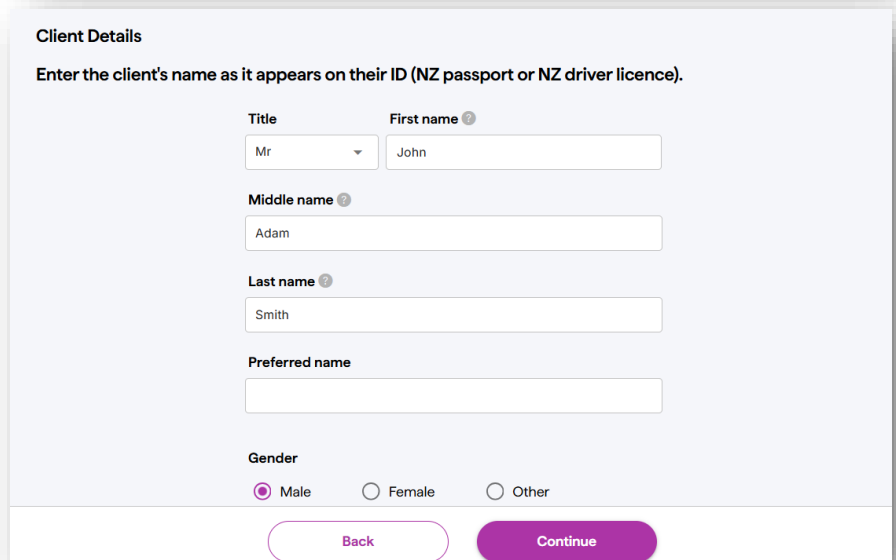 Client Details
Enter the client's name as it appears on their ID (NZ passport or NZ driver licence).
Title First name ?
Mr John
Middle name ?
Adam
Last name ?
Smith
Preferred name
Gender
Male Female Other
Back Continue